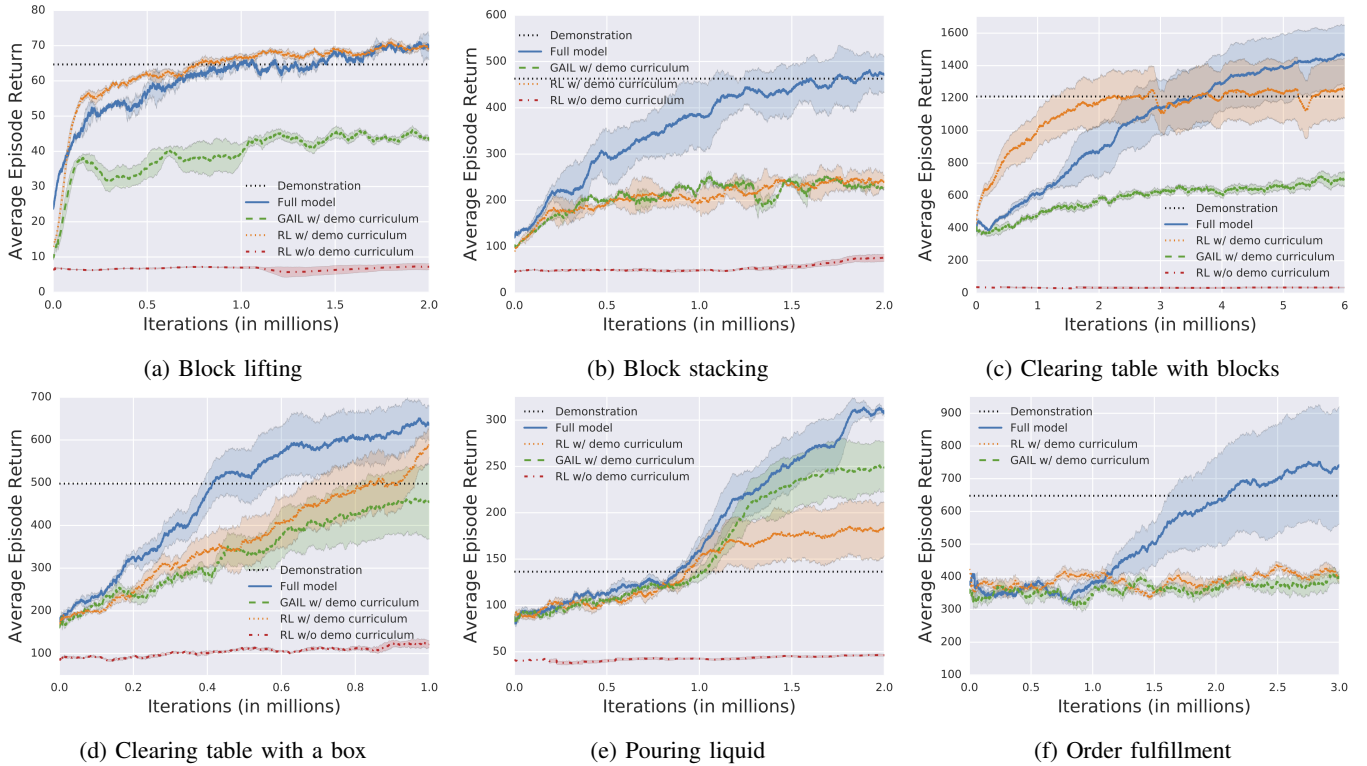 80
70
60
50
40
30
20
10
0
Average Episode Return
Demonstration
Full model
GAIL w/ demo curriculum
RL w/ demo curriculum
RL w/o demo curriculum
0.0 0.5 1.0 1.5 2.0
Iterations (in millions)
(a) Block lifting
600
500
400
300
200
100
0
Average Episode Return
Demonstration
Full model
GAIL w/ demo curriculum
RL w/ demo curriculum
RL w/o demo curriculum
0.0 0.5 1.0 1.5 2.0
Iterations (in millions)
(b) Block stacking
1600
1400
1200
1000
800
600
400
200
0
Average Episode Return
Demonstration
Full model
RL w/ demo curriculum
GAIL w/ demo curriculum
RL w/o demo curriculum
0 1 2 3 4 5 6
Iterations (in millions)
(c) Clearing table with blocks
700
600
500
400
300
200
100
Average Episode Return
Demonstration
Full model
GAIL w/ demo curriculum
RL w/ demo curriculum
RL w/o demo curriculum
0.0 0.2 0.4 0.6 0.8 1.0
Iterations (in millions)
(d) Clearing table with a box
300
250
200
150
100
50
Average Episode Return
Demonstration
Full model
RL w/ demo curriculum
GAIL w/ demo curriculum
RL w/o demo curriculum
0.0 0.5 1.0 1.5 2.0
Iterations (in millions)
(e) Pouring liquid
900
800
700
600
500
400
300
200
100
Average Episode Return
Demonstration
Full model
RL w/ demo curriculum
GAIL w/ demo curriculum
0.0 0.5 1.0 1.5 2.0 2.5 3.0
Iterations (in millions)
(f) Order fulfillment